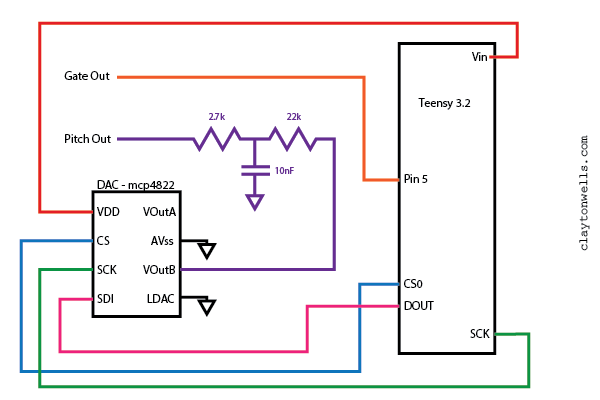 Vin
Gate Out
Teensy 3.2
2.7k
22k
Pitch Out
10nF
Pin 5
DAC - mcp4822
VDD
VOutA
CS
AVss
SCK
VOutB
SDI
LDAC
CS0
DOUT
SCK
claytonwells.com